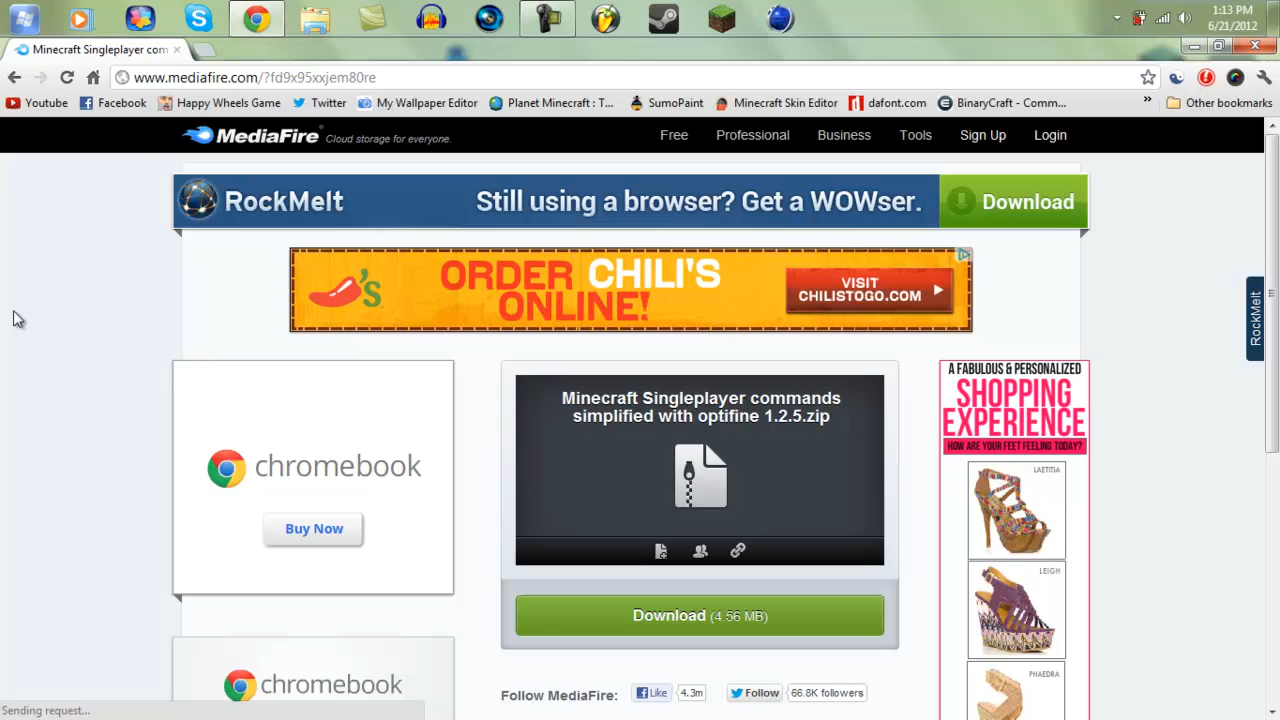 1:13 PM
6/21/2012
Minecraft Singleplayer com
www.mediafire.com/?fd9x95xxjem80re
Youtube
Facebook
Happy Wheels Game
Twitter
My Wallpaper Editor
Planet Minecraft : T...
SumoPaint
Minecraft Skin Editor
dafont.com
BinaryCraft - Comm...
»
Other bookmarks
MediaFire Cloud storage for everyone.
Free
Professional
Business
Tools
Sign Up
Login
RockMelt
Still using a browser? Get a WOWser.
Download
ORDER CHILI'S
ONLINE!
VISIT
CHILISTOGO.COM
RockMelt
chromebook
Buy Now
Minecraft Singleplayer commands
simplified with optifine 1.2.5.zip
Download (4.56 MB)
A FABULOUS & PERSONALIZED
SHOPPING
EXPERIENCE
HOW ARE YOUR FEET FEELING TODAY?
LAETITIA
LEIGH
PHAEDRA
chromebook
Follow MediaFire:
Like
4.3m
Follow
66.8K followers
Sending request...